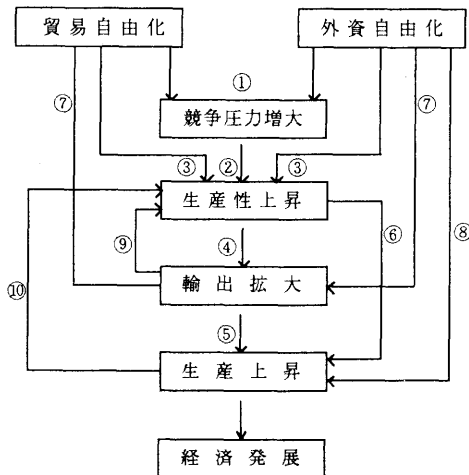 貿易自由化
外資自由化
①
⑦
⑦
競争圧力増大
③
②
③
生産性上昇
⑨
④
⑥
⑧
⑩
輸出拡大
⑤
生産上昇
経済発展